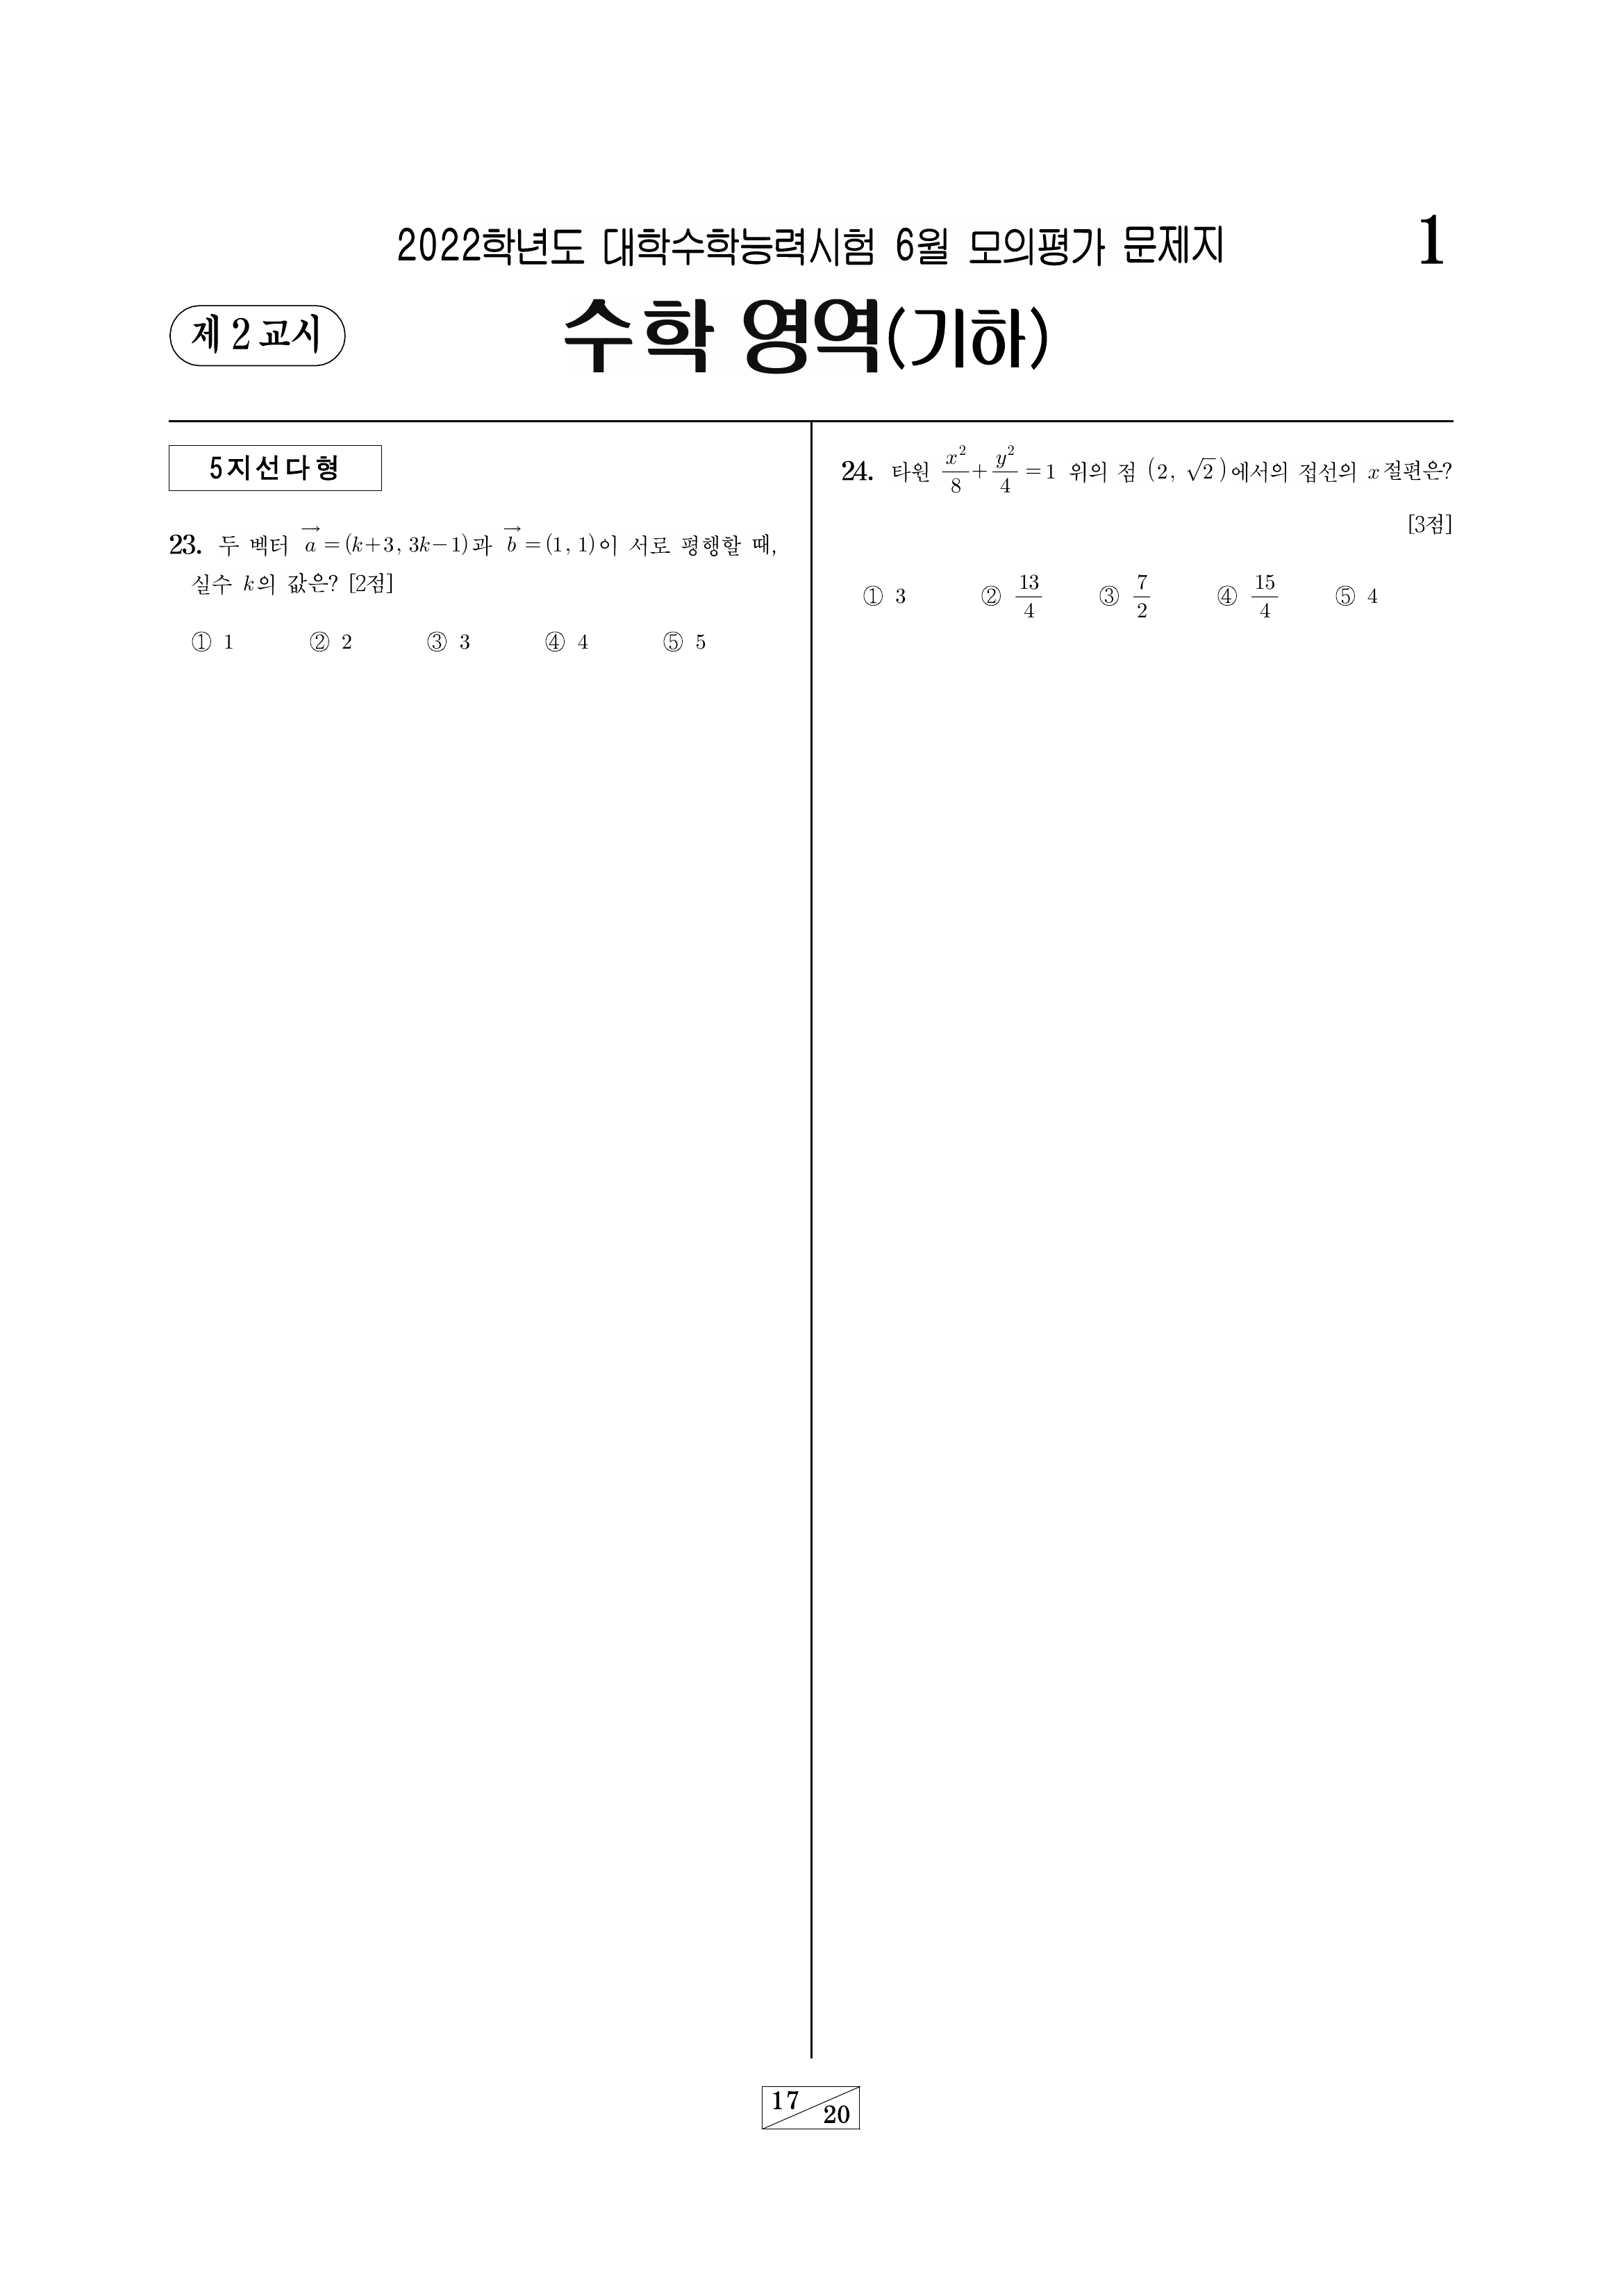 2022학년도 대학수학능력시험 6월 모의평가 문제지
1
제 2 교시
수학 영역(기하)
5지선다형
23. 두 벡터 $\vec{a}=(k+3, 3k-1)$과 $\vec{b}=(1, 1)$이 서로 평행할 때,
실수 $k$의 값은? [2점]
① 1 ② 2 ③ 3 ④ 4 ⑤ 5
24. 타원 $\frac{x^2}{8}+\frac{y^2}{4}=1$ 위의 점 $(2, \sqrt{2})$에서의 접선의 $x$절편은?
[3점]
① 3 ② $\frac{13}{4}$ ③ $\frac{7}{2}$ ④ $\frac{15}{4}$ ⑤ 4
17
20